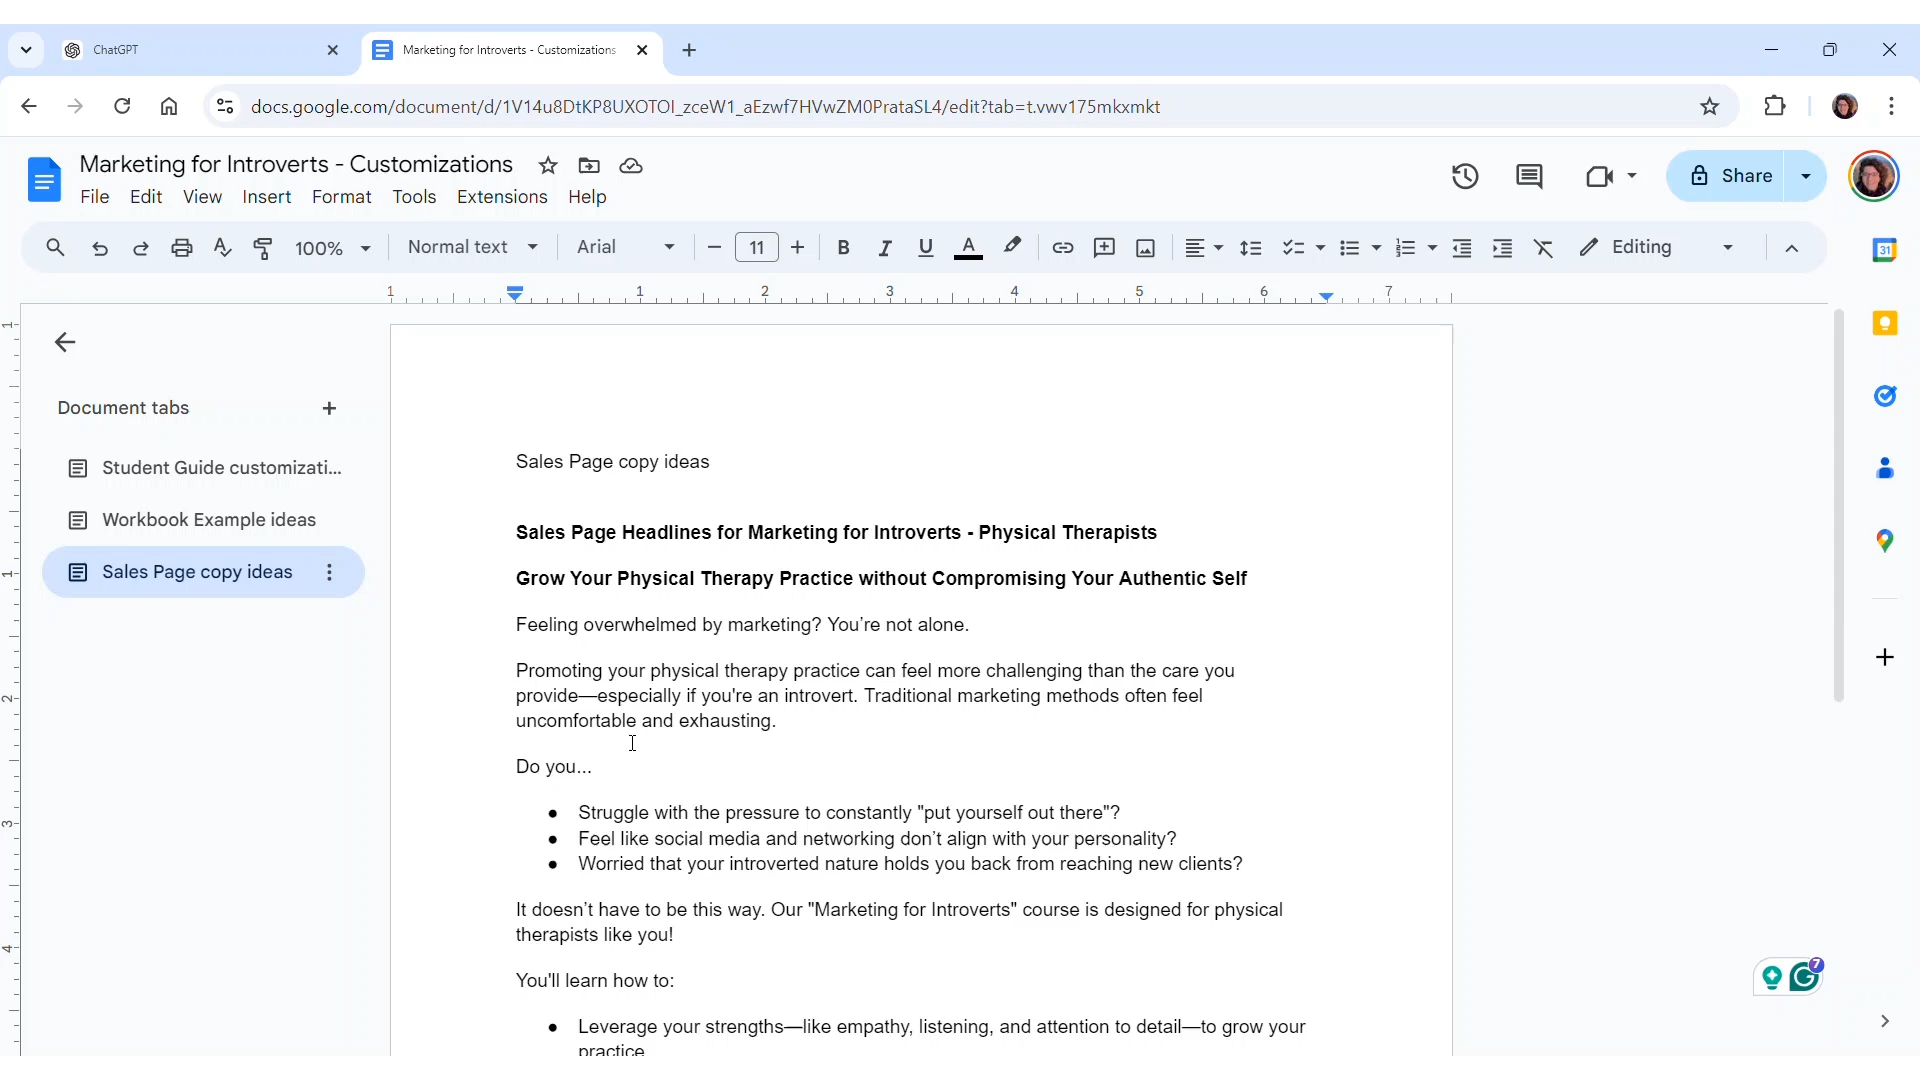 ChatGPT
Marketing for Introverts - Customizations
docs.google.com/document/d/1V14u8DtKP8UXOTOI_zceW1_aEzwf7HVwZM0PrataSL4/edit?tab=t.vwv175mkxmkt
Marketing for Introverts - Customizations
File Edit View Insert Format Tools Extensions Help
Share
100% Normal text Arial 11 Editing
1 1 2 3 4 5 6 7
Document tabs
Student Guide customizati...
Workbook Example ideas
Sales Page copy ideas
1
1
2
3
4
31
Sales Page copy ideas
Sales Page Headlines for Marketing for Introverts - Physical Therapists
Grow Your Physical Therapy Practice without Compromising Your Authentic Self
Feeling overwhelmed by marketing? You’re not alone.
Promoting your physical therapy practice can feel more challenging than the care you
provide—especially if you're an introvert. Traditional marketing methods often feel
uncomfortable and exhausting.
Do you...
● Struggle with the pressure to constantly "put yourself out there"?
● Feel like social media and networking don’t align with your personality?
● Worried that your introverted nature holds you back from reaching new clients?
It doesn’t have to be this way. Our "Marketing for Introverts" course is designed for physical
therapists like you!
You'll learn how to:
● Leverage your strengths—like empathy, listening, and attention to detail—to grow your
practice
7